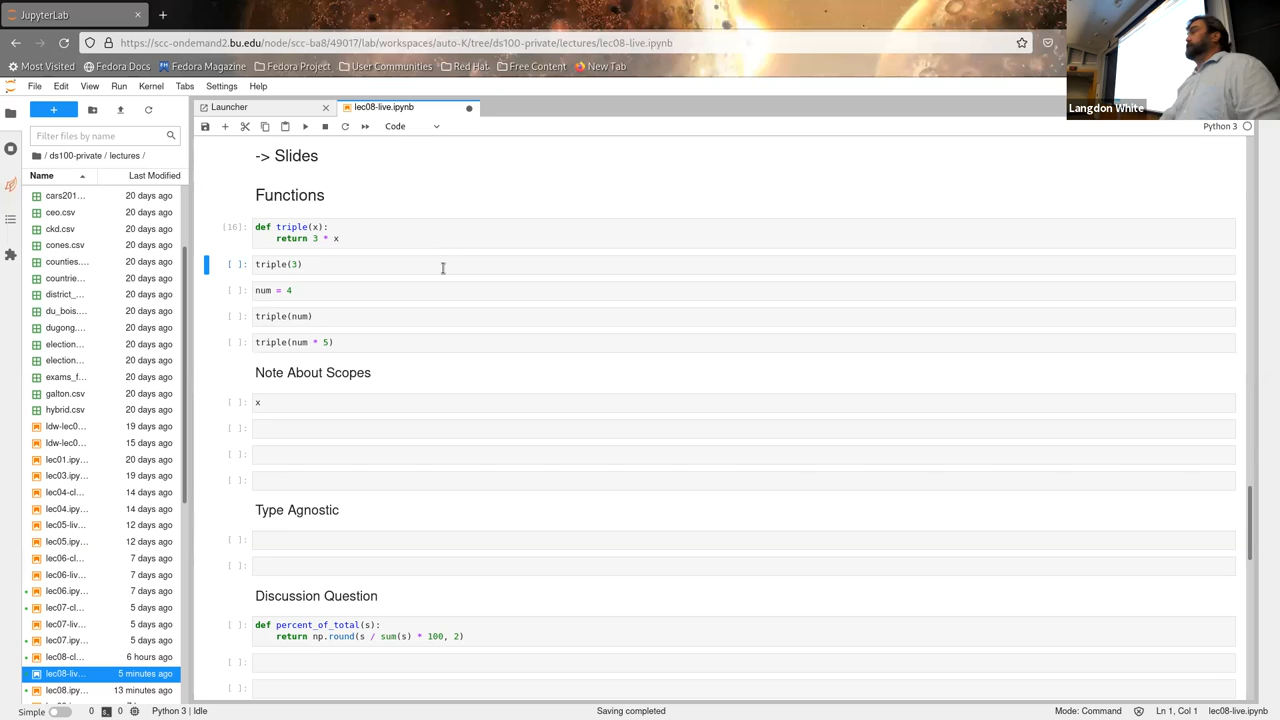 JupyterLab
https://scc-ondemand2.bu.edu/node/scc-ba8/49017/lab/workspaces/auto-K/tree/ds100-private/lectures/lec08-live.ipynb
Most Visited Fedora Docs Fedora Magazine Fedora Project User Communities Red Hat Free Content New Tab
Langdon White
File Edit View Run Kernel Tabs Settings Help
Launcher lec08-live.ipynb
Code Python 3
Filter files by name
/ ds100-private / lectures /
Name Last Modified
cars201... 20 days ago
ceo.csv 20 days ago
ckd.csv 20 days ago
cones.csv 20 days ago
counties.... 20 days ago
countrie... 20 days ago
district_... 20 days ago
du_bois.... 20 days ago
dugong.... 20 days ago
election... 20 days ago
election... 20 days ago
exams_f... 20 days ago
galton.csv 20 days ago
hybrid.csv 20 days ago
ldw-lec0... 19 days ago
ldw-lec0... 15 days ago
lec01.ipy... 20 days ago
lec03.ipy... 19 days ago
lec04-cl... 14 days ago
lec04.ipy... 14 days ago
lec05-liv... 12 days ago
lec05.ipy... 12 days ago
lec06-cl... 7 days ago
lec06-liv... 7 days ago
lec06.ipy... 7 days ago
lec07-cl... 5 days ago
lec07-liv... 5 days ago
lec07.ipy... 5 days ago
lec08-cl... 6 hours ago
lec08-liv... 5 minutes ago
lec08.ipy... 13 minutes ago
-> Slides
Functions
[16]: def triple(x):
return 3 * x
[ ]: triple(3)
[ ]: num = 4
[ ]: triple(num)
[ ]: triple(num * 5)
Note About Scopes
[ ]: x
[ ]:
[ ]:
[ ]:
Type Agnostic
[ ]:
[ ]:
Discussion Question
[ ]: def percent_of_total(s):
return np.round(s / sum(s) * 100, 2)
[ ]:
[ ]:
Simple 0 0 Python 3 | Idle Saving completed Mode: Command Ln 1, Col 1 lec08-live.ipynb